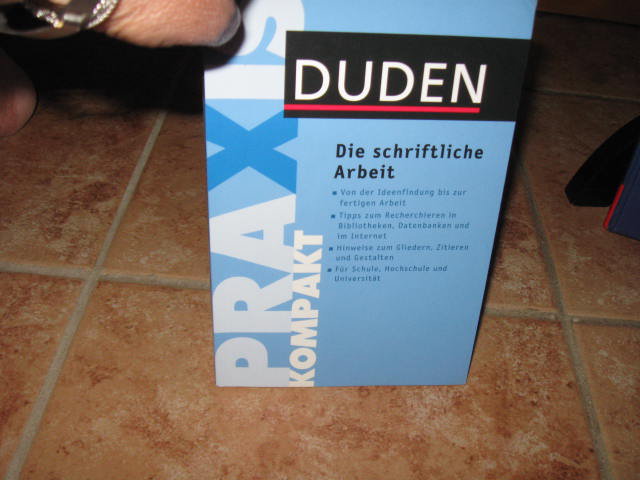 DUDEN
PRAXIS
KOMPAKT
Die schriftliche
Arbeit
Von der Ideenfindung bis zur
fertigen Arbeit
Tipps zum Recherchieren in
Bibliotheken, Datenbanken und
im Internet
Hinweise zum Gliedern, Zitieren
und Gestalten
Für Schule, Hochschule und
Universität